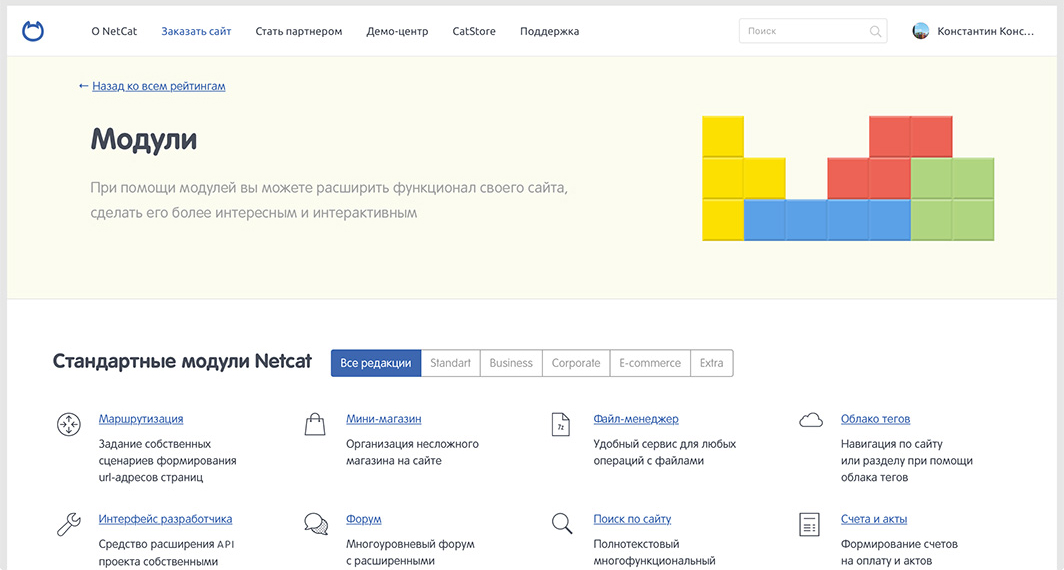 О NetCat Заказать сайт Стать партнером Демо-центр CatStore Поддержка Поиск Константин Конс...
← Назад ко всем рейтингам
Модули
При помощи модулей вы можете расширить функционал своего сайта,
сделать его более интересным и интерактивным
Стандартные модули Netcat Все редакции Standart Business Corporate E-commerce Extra
Маршрутизация
Задание собственных
сценариев формирования
url-адресов страниц
Мини-магазин
Организация несложного
магазина на сайте
7z
Файл-менеджер
Удобный сервис для любых
операций с файлами
Облако тегов
Навигация по сайту
или разделу при помощи
облака тегов
Интерфейс разработчика
Средство расширения API
проекта собственными
Форум
Многоуровневый форум
с расширенными
Поиск по сайту
Полнотекстовый
многофункциональный
Счета и акты
Формирование счетов
на оплату и актов